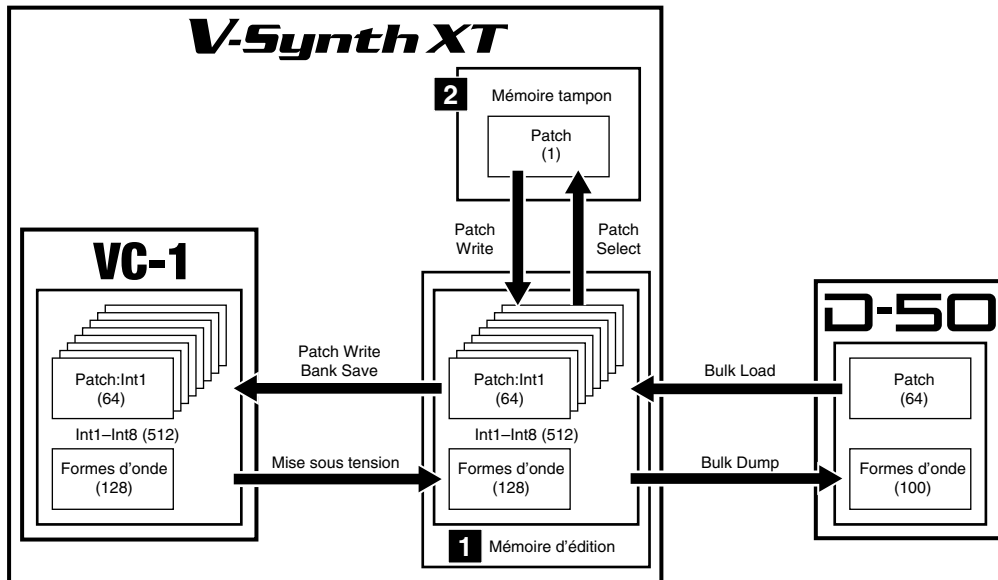 V-Synth XT
2
Mémoire tampon
Patch
(1)
Patch
Write
Patch
Select
VC-1
Patch:Int1
(64)
Int1–Int8 (512)
Formes d'onde
(128)
Patch Write
Bank Save
Mise sous tension
Patch:Int1
(64)
Int1–Int8 (512)
Formes d'onde
(128)
1
Mémoire d'édition
Bulk Load
Bulk Dump
D-50
Patch
(64)
Formes d'onde
(100)